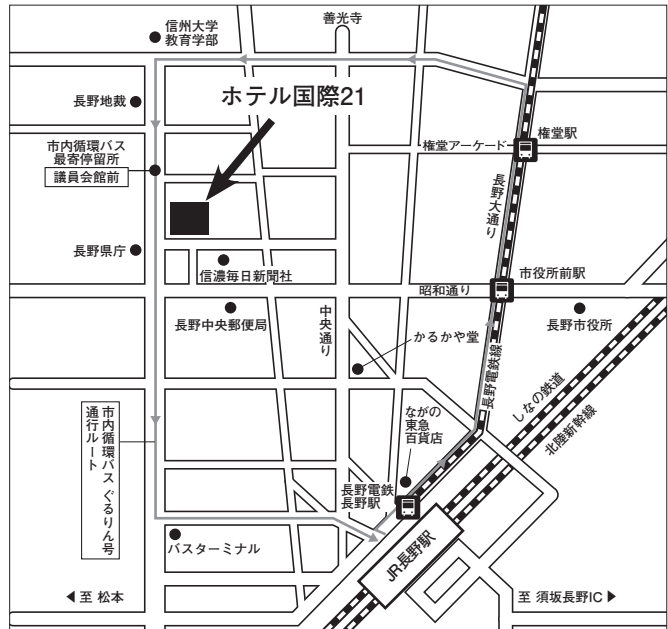 信州大学
教育学部
善光寺
長野地裁
ホテル国際21
市内循環バス
最寄停留所
議員会館前
権堂アーケード
権堂駅
長野大通り
長野県庁
信濃毎日新聞社
市役所前駅
昭和通り
長野中央郵便局
中央通り
かるかや堂
長野市役所
長野電鉄線
しなの鉄道
北陸新幹線
市内循環バス ぐるりん号
通行ルート
ながの
東急
百貨店
長野電鉄
長野駅
バスターミナル
JR長野駅
至 松本
至 須坂長野IC